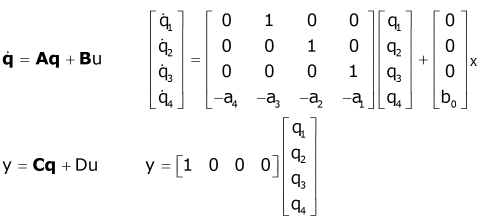 q̇ = Aq + Bu
[q̇₁; q̇₂; q̇₃; q̇₄] = [0 1 0 0; 0 0 1 0; 0 0 0 1; −a₄ −a₃ −a₂ −a₁] [q₁; q₂; q₃; q₄] + [0; 0; 0; b₀] x
y = Cq + Du
y = [1 0 0 0] [q₁; q₂; q₃; q₄]